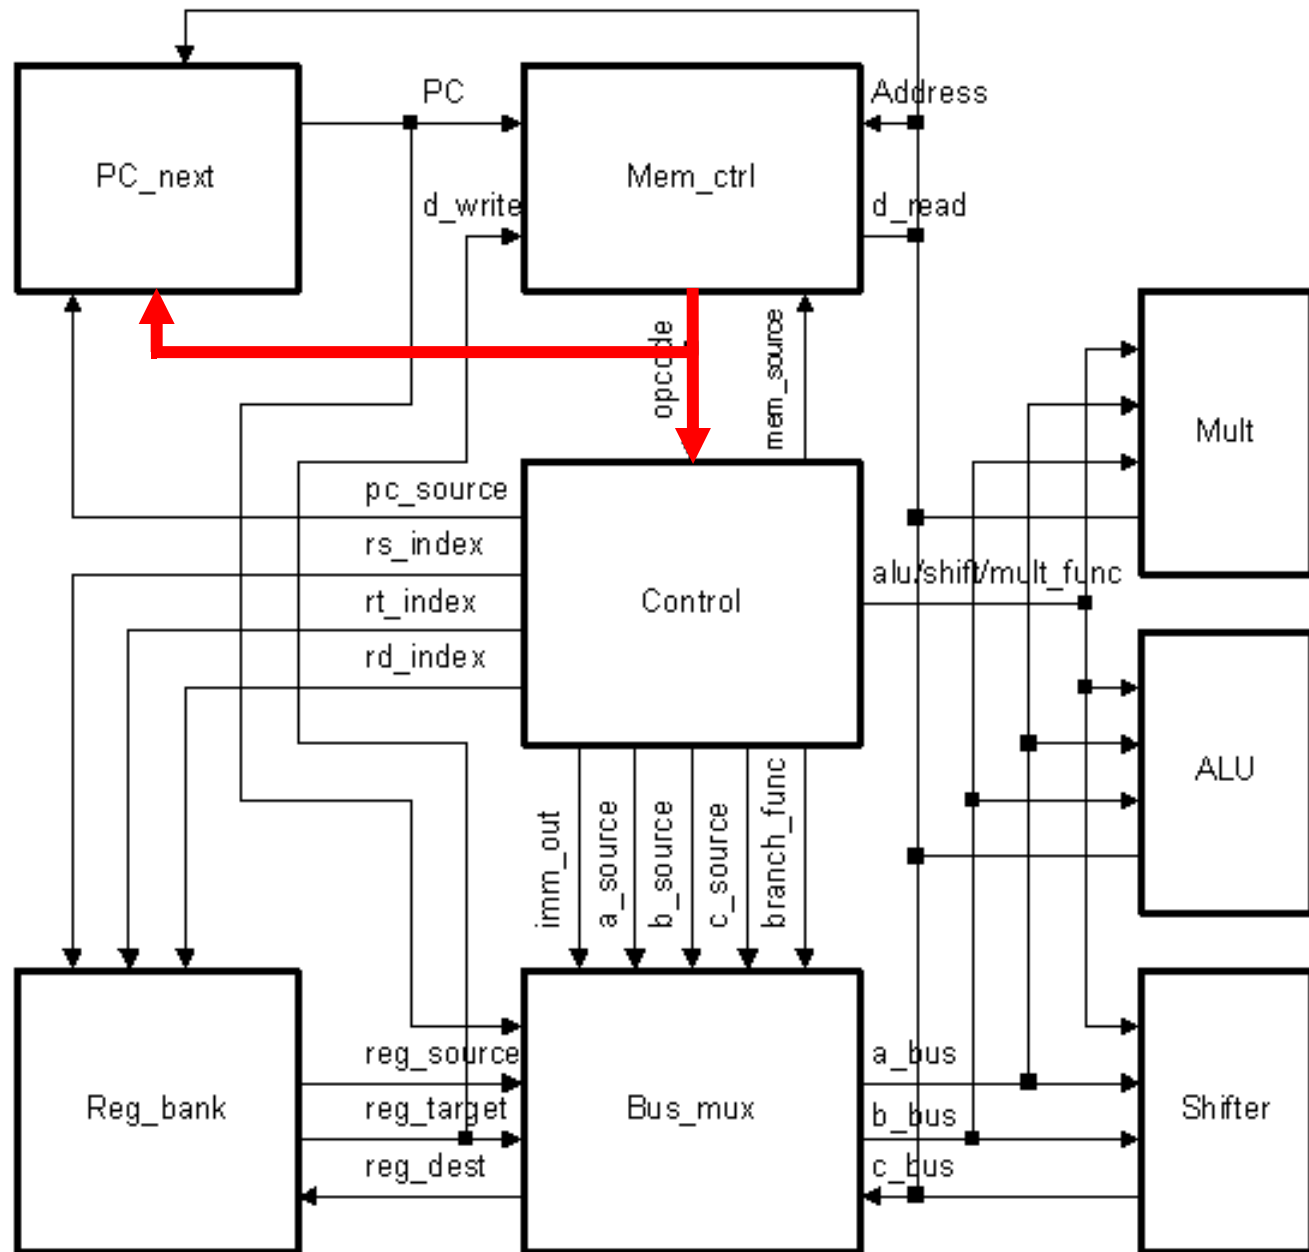 PC
Address
PC_next
Mem_ctrl
d_write
d_read
opcode
mem_source
Mult
pc_source
rs_index
alu/shift/mult_func
rt_index
Control
rd_index
ALU
imm_out
a_source
b_source
c_source
branch_func
reg_source
a_bus
Reg_bank
reg_target
Bus_mux
b_bus
Shifter
reg_dest
c_bus